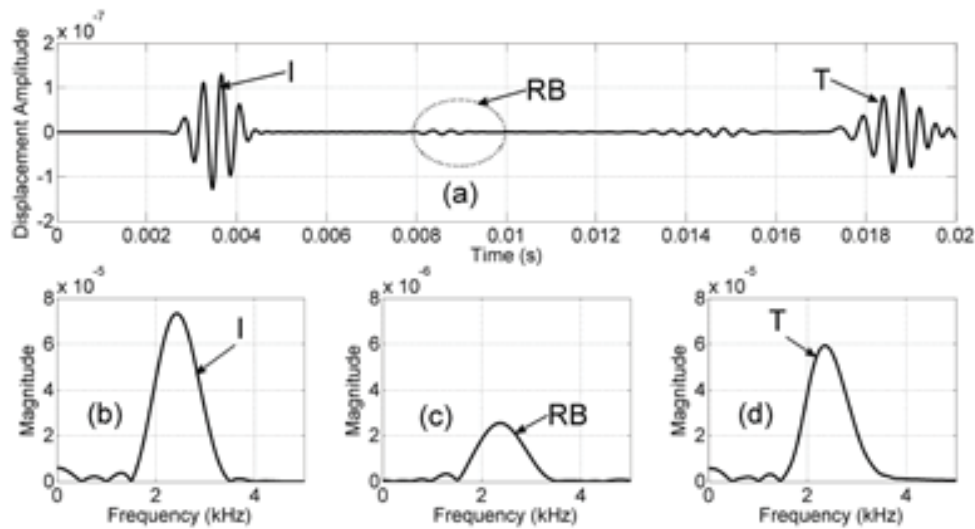 x 10⁻⁷
Displacement Amplitude
2
1
0
-1
-2
I
RB
T
(a)
0 0.002 0.004 0.006 0.008 0.01 0.012 0.014 0.016 0.018 0.02
Time (s)
x 10⁻⁵
Magnitude
8
6
4
2
0
I
(b)
0 2 4
Frequency (kHz)
x 10⁻⁶
Magnitude
8
6
4
2
0
(c)
RB
0 2 4
Frequency (kHz)
x 10⁻⁵
Magnitude
8
6
4
2
0
T
(d)
0 2 4
Frequency (kHz)